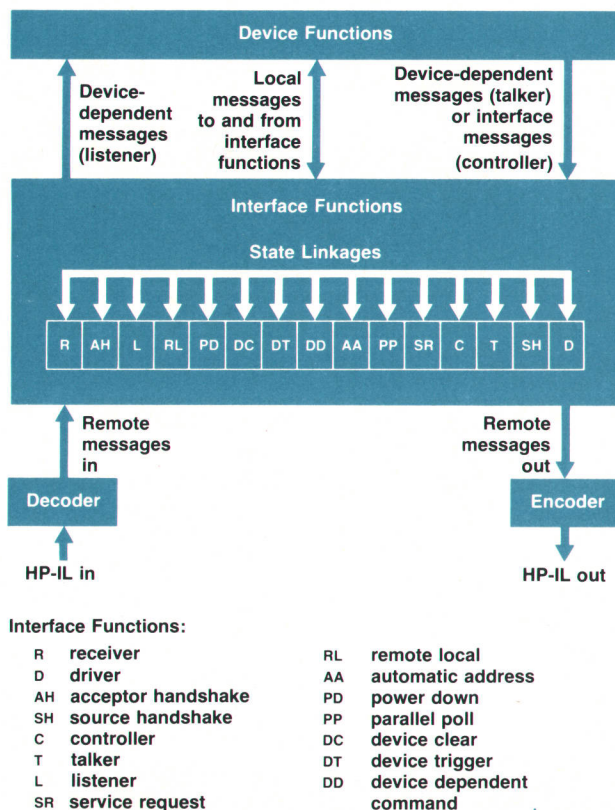 Device Functions
Device-
dependent
messages
(listener)
Local
messages
to and from
interface
functions
Device-dependent
messages (talker)
or interface
messages
(controller)
Interface Functions
State Linkages
R AH L RL PD DC DT DD AA PP SR C T SH D
Remote
messages
in
Remote
messages
out
Decoder
Encoder
HP-IL in
HP-IL out
Interface Functions:
R receiver
D driver
AH acceptor handshake
SH source handshake
C controller
T talker
L listener
SR service request
RL remote local
AA automatic address
PD power down
PP parallel poll
DC device clear
DT device trigger
DD device dependent
command